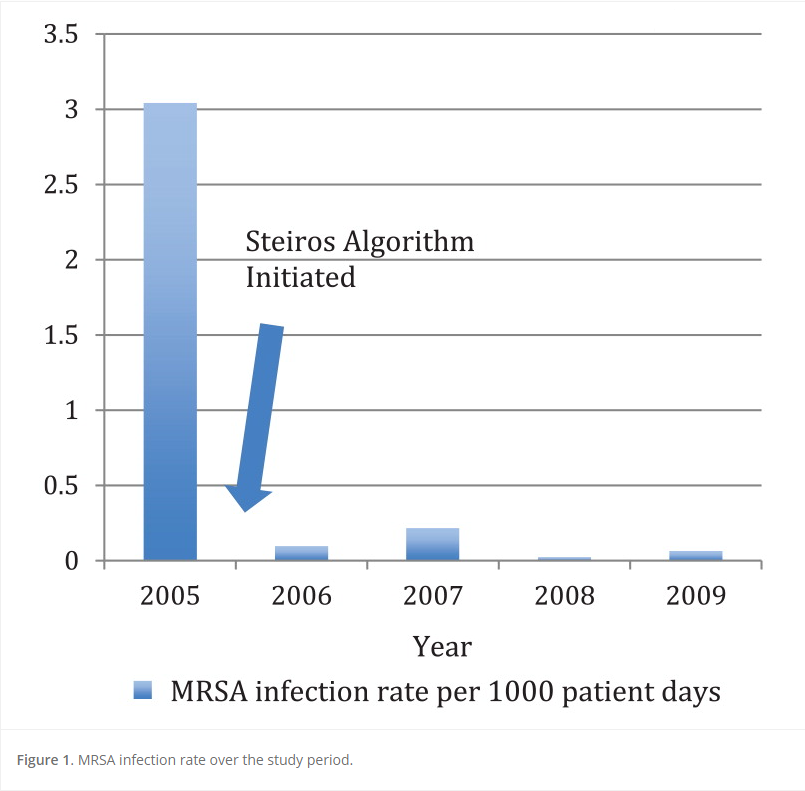 3.5
3
2.5
2
1.5
1
0.5
0
Steiros Algorithm
Initiated
2005 2006 2007 2008 2009
Year
MRSA infection rate per 1000 patient days
Figure 1. MRSA infection rate over the study period.